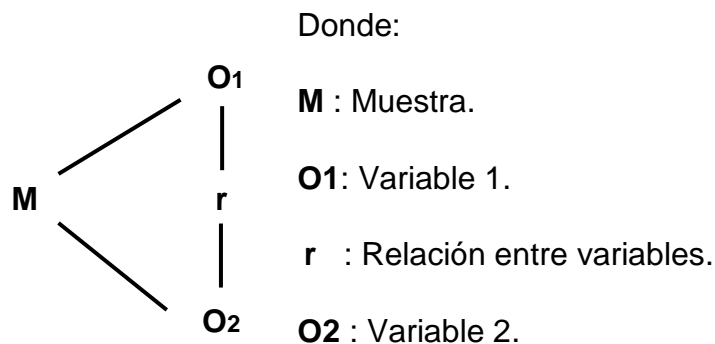 Donde:
O1
M : Muestra.
O1: Variable 1.
M
r
r : Relación entre variables.
O2
O2 : Variable 2.